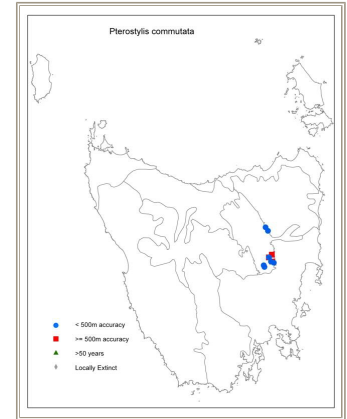 Pterostylis commutata
< 500m accuracy
>= 500m accuracy
>50 years
Locally Extinct